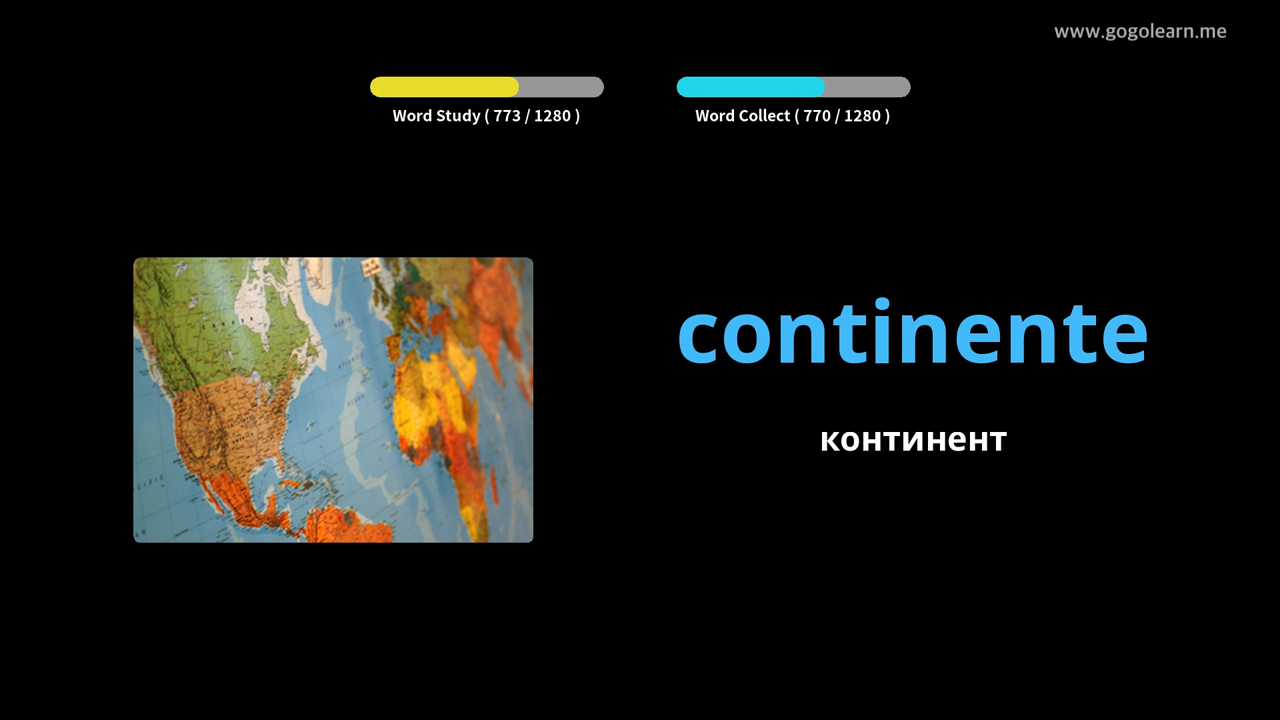 www.gogolearn.me
Word Study ( 773 / 1280 )
Word Collect ( 770 / 1280 )
continente
континент